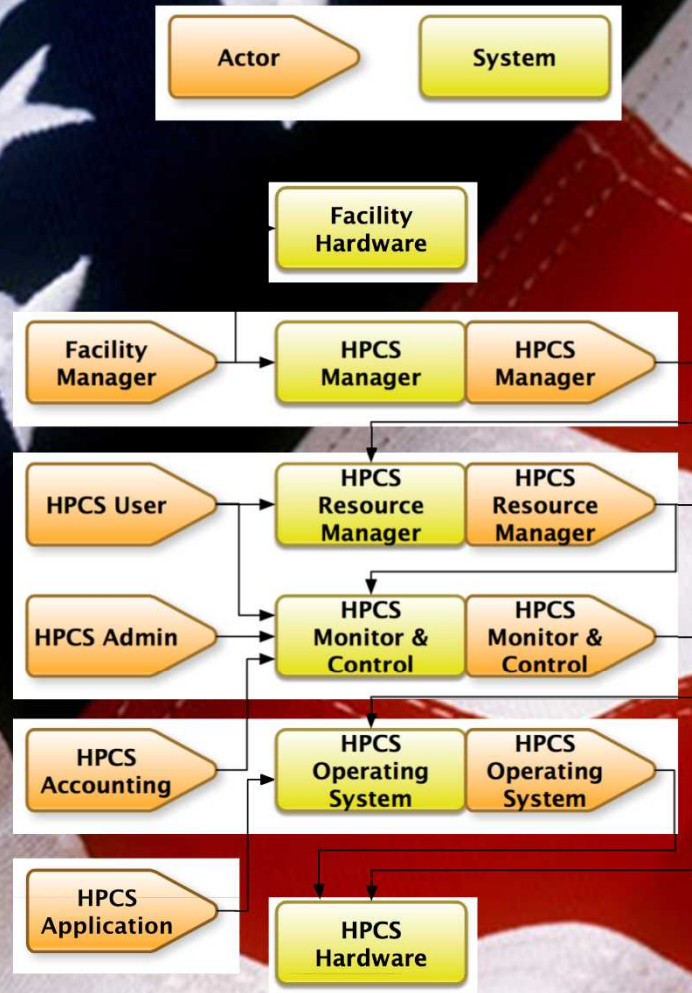 Actor
System
Facility
Hardware
Facility
Manager
HPCS
Manager
HPCS
Manager
HPCS User
HPCS
Resource
Manager
HPCS
Resource
Manager
HPCS Admin
HPCS
Monitor &
Control
HPCS
Monitor &
Control
HPCS
Accounting
HPCS
Operating
System
HPCS
Operating
System
HPCS
Application
HPCS
Hardware